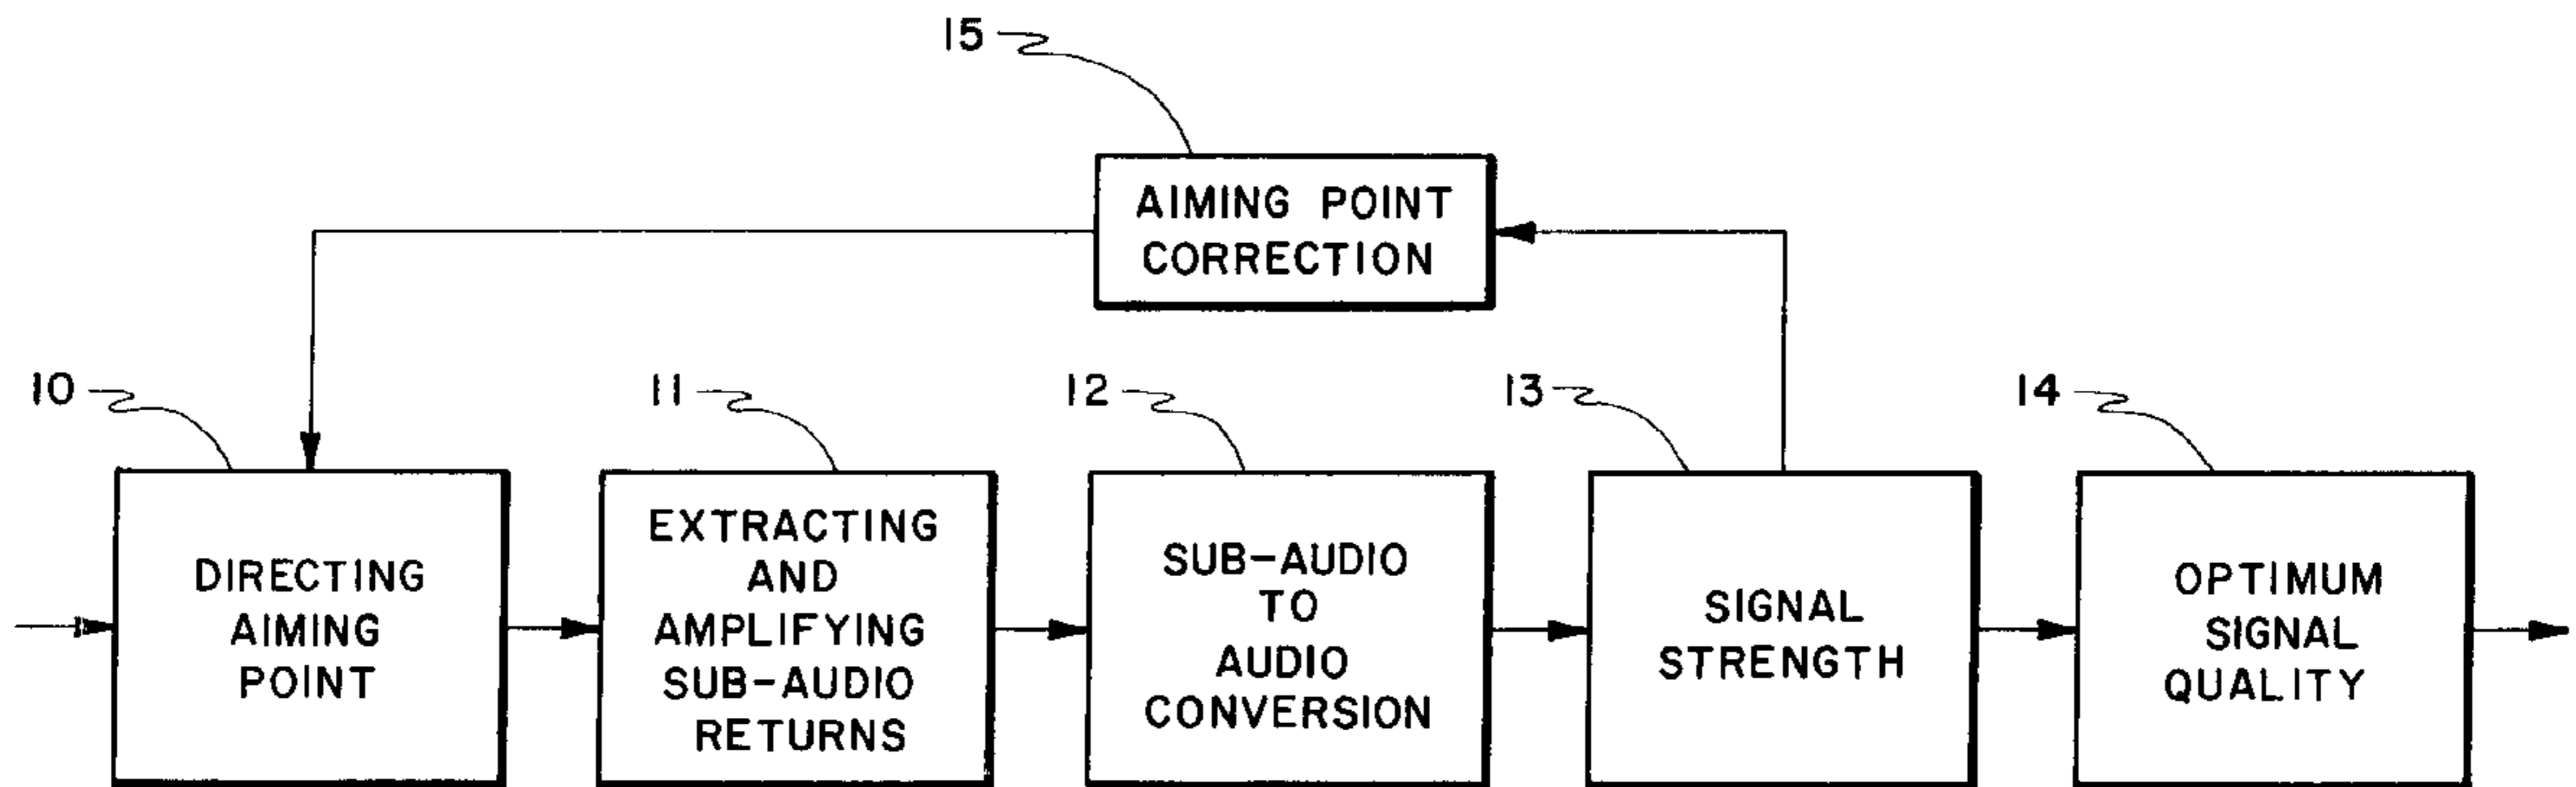 15
AIMING POINT
CORRECTION
10
11
12
13
14
DIRECTING
AIMING
POINT
EXTRACTING
AND
AMPLIFYING
SUB-AUDIO
RETURNS
SUB-AUDIO
TO
AUDIO
CONVERSION
SIGNAL
STRENGTH
OPTIMUM
SIGNAL
QUALITY